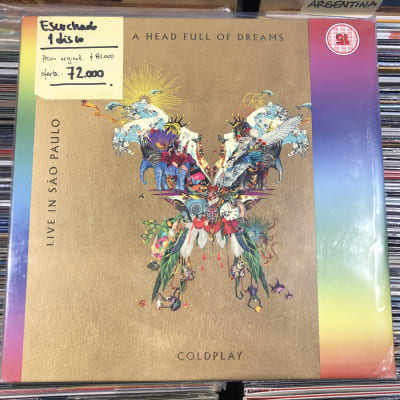 ARGENTINA
Escuchado
1 disco
precio original $ 81.000
oferta: 72.000
A HEAD FULL OF DREAMS
LIVE IN SÃO PAULO
COLDPLAY